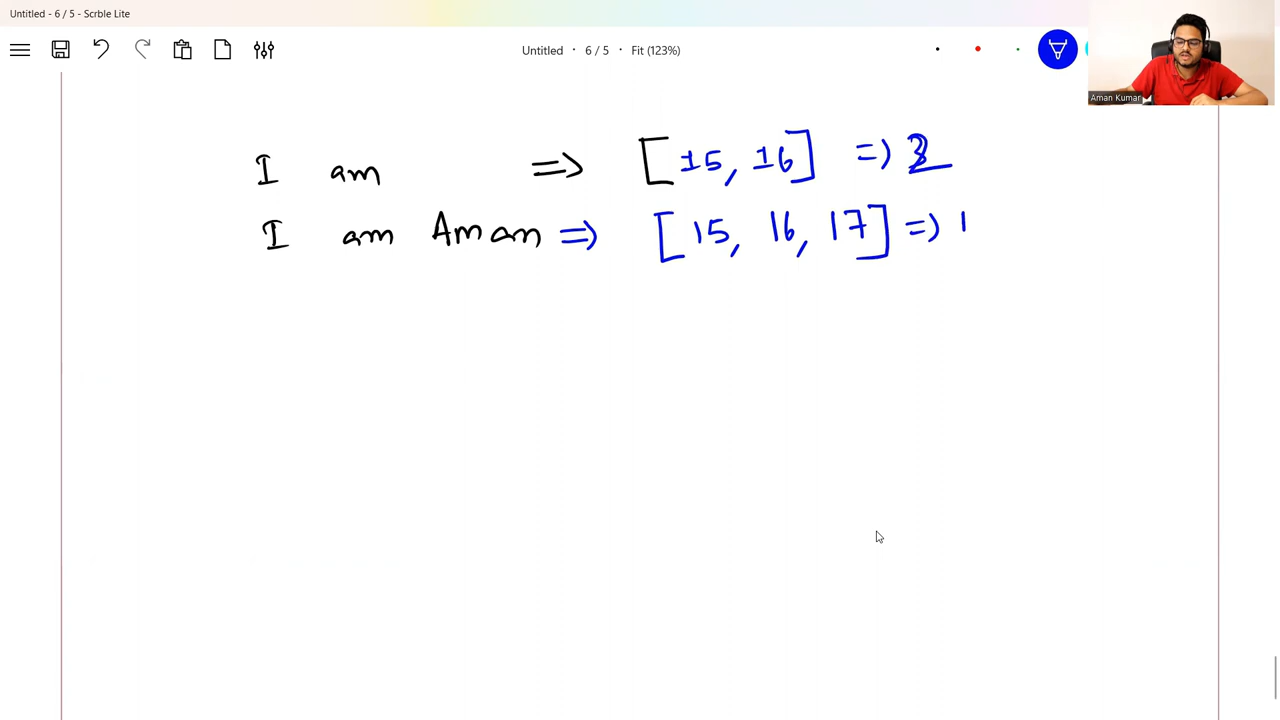 Untitled - 6 / 5 - Scrble Lite
Untitled • 6 / 5 • Fit (123%)
Aman Kumar
I am => [15, 16] =>
I am Aman => [15, 16, 17] => 1